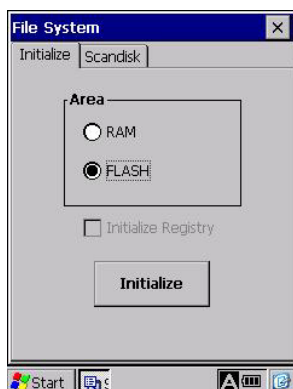 File System
Initialize Scandisk
Area
RAM
FLASH
Initialize Registry
Initialize
Start
A